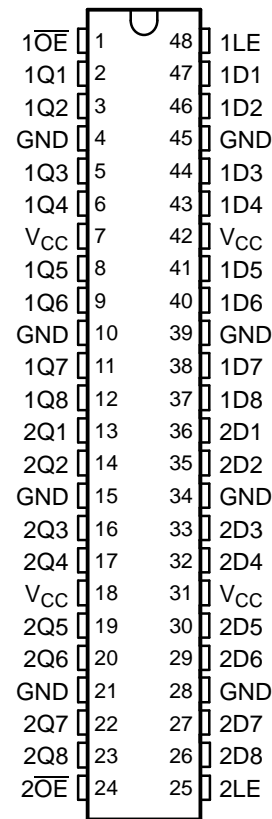 1O̅E̅ 1 48 1LE
1Q1 2 47 1D1
1Q2 3 46 1D2
GND 4 45 GND
1Q3 5 44 1D3
1Q4 6 43 1D4
VCC 7 42 VCC
1Q5 8 41 1D5
1Q6 9 40 1D6
GND 10 39 GND
1Q7 11 38 1D7
1Q8 12 37 1D8
2Q1 13 36 2D1
2Q2 14 35 2D2
GND 15 34 GND
2Q3 16 33 2D3
2Q4 17 32 2D4
VCC 18 31 VCC
2Q5 19 30 2D5
2Q6 20 29 2D6
GND 21 28 GND
2Q7 22 27 2D7
2Q8 23 26 2D8
2O̅E̅ 24 25 2LE